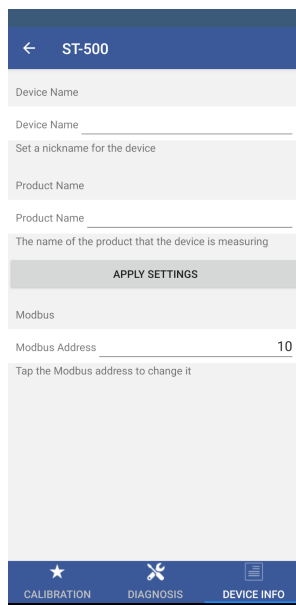 ST-500
Device Name
Device Name
Set a nickname for the device
Product Name
Product Name
The name of the product that the device is measuring
APPLY SETTINGS
Modbus
Modbus Address 10
Tap the Modbus address to change it
CALIBRATION DIAGNOSIS DEVICE INFO